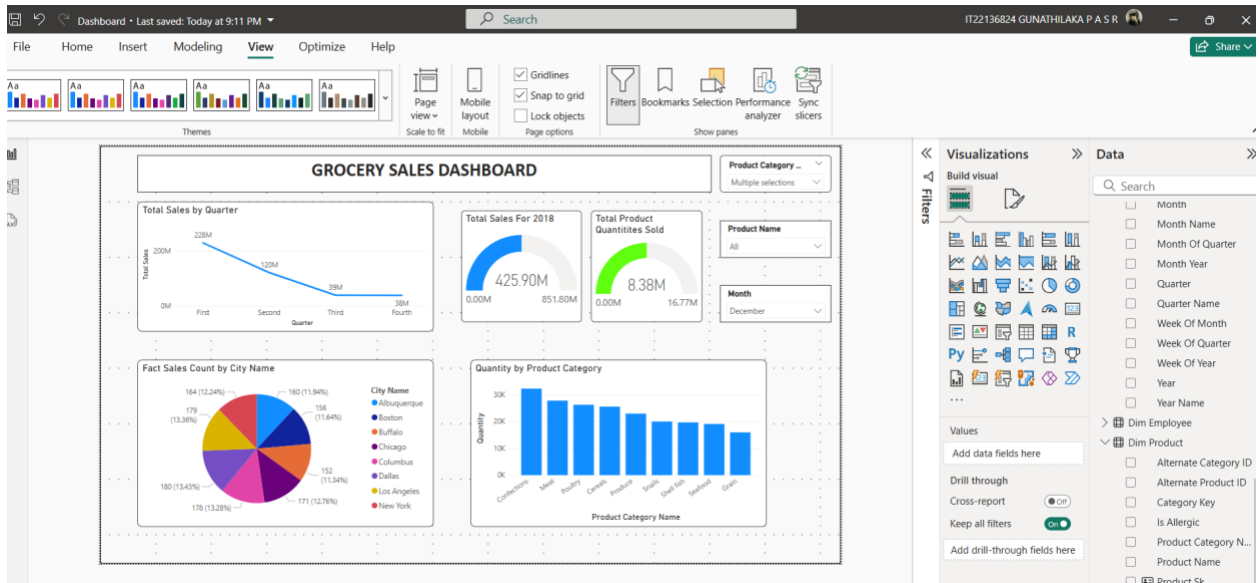 Dashboard • Last saved: Today at 9:11 PM
Search
IT22136824 GUNATHILAKA P A S R
File Home Insert Modeling View Optimize Help
Share
Aa Aa Aa Aa Aa Aa
Themes
Page view
Scale to fit
Mobile layout
Mobile
Gridlines
Snap to grid
Lock objects
Page options
Filters
Bookmarks
Selection
Performance analyzer
Sync slicers
Show panes
GROCERY SALES DASHBOARD
Product Category ...
Multiple selections
Total Sales by Quarter
Total Sales
200M
0M
228M
120M
39M
38M
First
Second
Third
Fourth
Quarter
Total Sales For 2018
425.90M
0.00M
851.80M
Total Product
Quantitites Sold
8.38M
0.00M
16.77M
Product Name
All
Month
December
Fact Sales Count by City Name
164 (12.24%)
160 (11.94%)
179
(13.36%)
156
(11.64%)
152
(11.34%)
180 (13.43%)
171 (12.76%)
178 (13.28%)
City Name
Albuquerque
Boston
Buffalo
Chicago
Columbus
Dallas
Los Angeles
New York
Quantity by Product Category
Quantity
30K
20K
10K
0K
Confections
Meat
Poultry
Cereals
Produce
Snails
Shell fish
Seafood
Grain
Product Category Name
Filters
Visualizations
Build visual
123
R
Py
...
Values
Add data fields here
Drill through
Cross-report
Off
Keep all filters
On
Add drill-through fields here
Data
Search
Month
Month Name
Month Of Quarter
Month Year
Quarter
Quarter Name
Week Of Month
Week Of Quarter
Week Of Year
Year
Year Name
Dim Employee
Dim Product
Alternate Category ID
Alternate Product ID
Category Key
Is Allergic
Product Category N...
Product Name
Product Sk